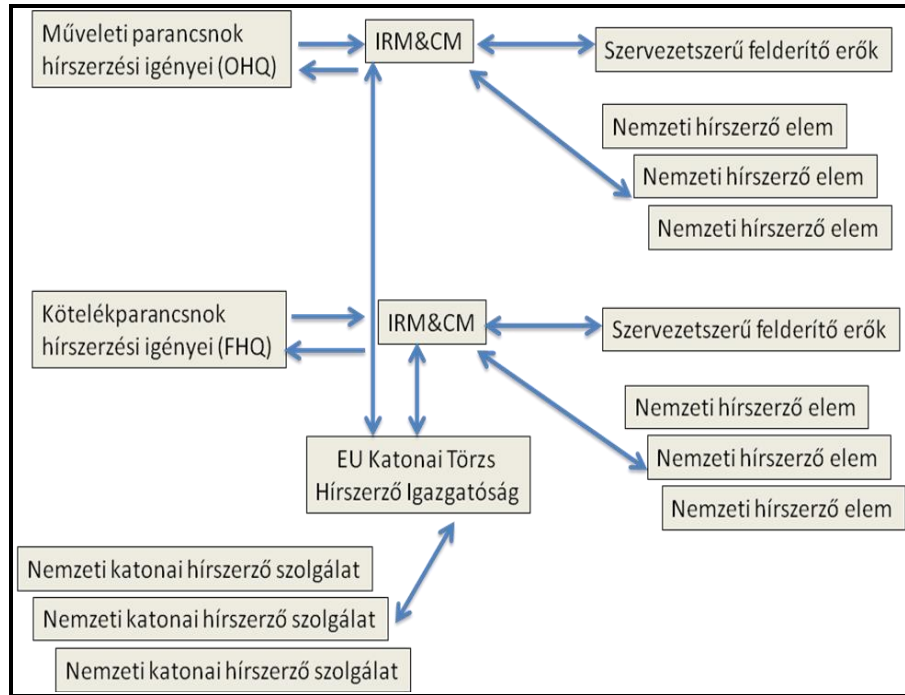 Műveleti parancsnok
hírszerzési igényei (OHQ)
IRM&CM
Szervezetszerű felderítő erők
Nemzeti hírszerző elem
Nemzeti hírszerző elem
Nemzeti hírszerző elem
Kötelékparancsnok
hírszerzési igényei (FHQ)
IRM&CM
Szervezetszerű felderítő erők
Nemzeti hírszerző elem
Nemzeti hírszerző elem
Nemzeti hírszerző elem
EU Katonai Törzs
Hírszerző Igazgatóság
Nemzeti katonai hírszerző szolgálat
Nemzeti katonai hírszerző szolgálat
Nemzeti katonai hírszerző szolgálat